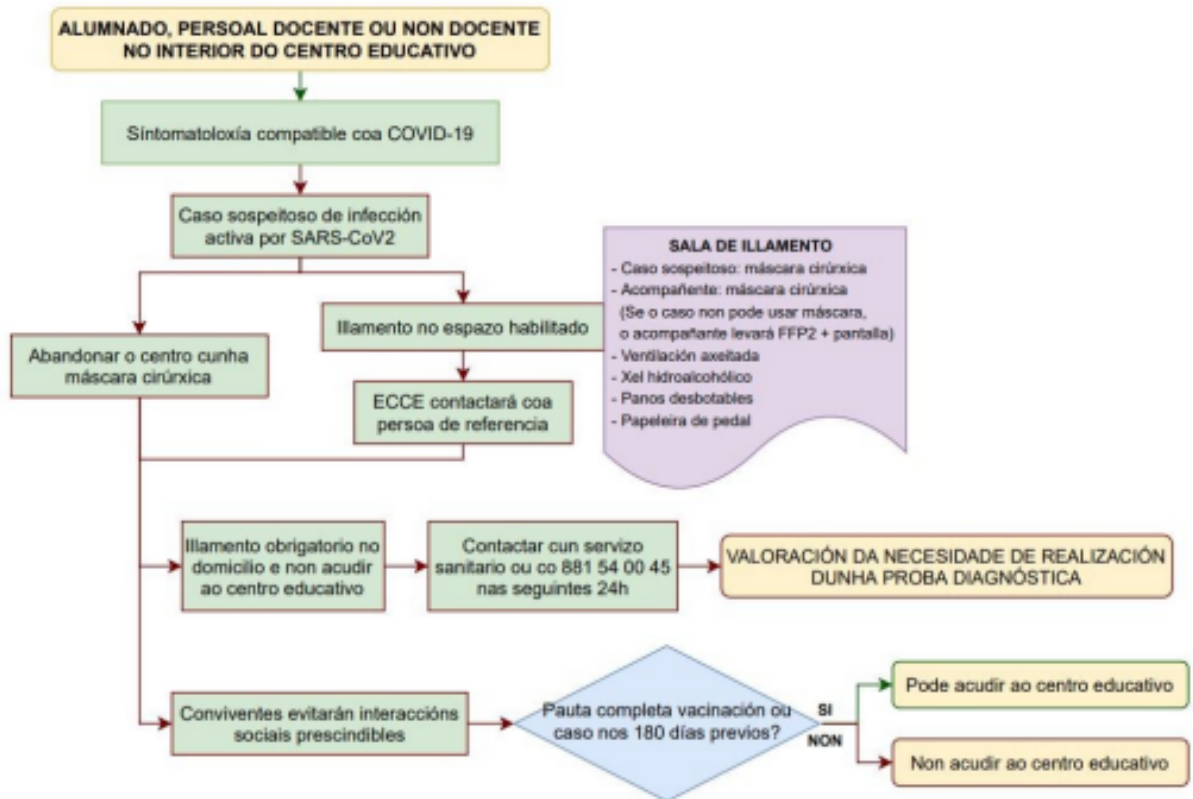 ALUMNADO, PERSOAL DOCENTE OU NON DOCENTE
NO INTERIOR DO CENTRO EDUCATIVO
Síntomatoloxía compatible coa COVID-19
Caso sospeitoso de infección
activa por SARS-CoV2
Abandonar o centro cunha
máscara cirúrxica
Illamento no espazo habilitado
ECCE contactará coa
persoa de referencia
SALA DE ILLAMENTO
- Caso sospeitoso: máscara cirúrxica
- Acompañente: máscara cirúrxica
(Se o caso non pode usar máscara,
o acompañante levará FFP2 + pantalla)
- Ventilación axeitada
- Xel hidroalcohólico
- Panos desbotables
- Papeleira de pedal
Illamento obrigatorio no
domicilio e non acudir
ao centro educativo
Contactar cun servizo
sanitario ou co 881 54 00 45
nas seguintes 24h
VALORACIÓN DA NECESIDADE DE REALIZACIÓN
DUNHA PROBA DIAGNÓSTICA
Conviventes evitarán interaccións
sociais prescindibles
Pauta completa vacinación ou
caso nos 180 días previos?
SI
NON
Pode acudir ao centro educativo
Non acudir ao centro educativo